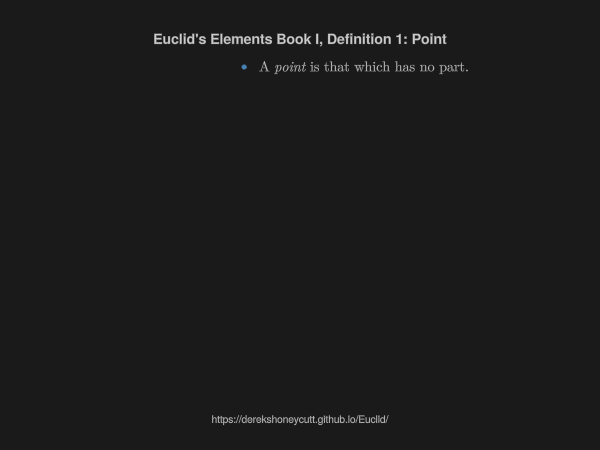 Euclid's Elements Book I, Definition 1: Point
• A point is that which has no part.
https://derekshoneycutt.github.io/Euclid/